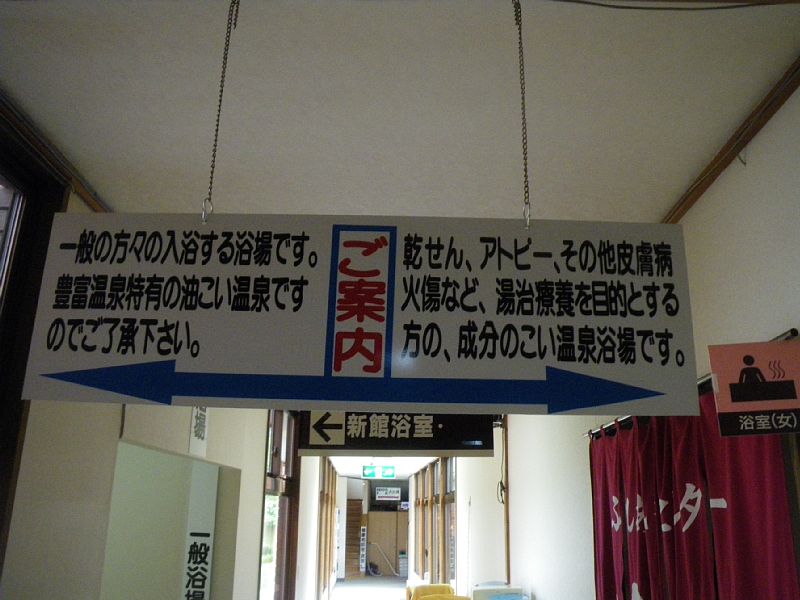 一般の方々の入浴する浴場です。
豊富温泉特有の油こい温泉です
のでご了承下さい。
ご案内
乾せん、アトピー、その他皮膚病
火傷など、湯治療養を目的とする
方の、成分のこい温泉浴場です。
←新館浴室・
浴室(女)
一般浴場